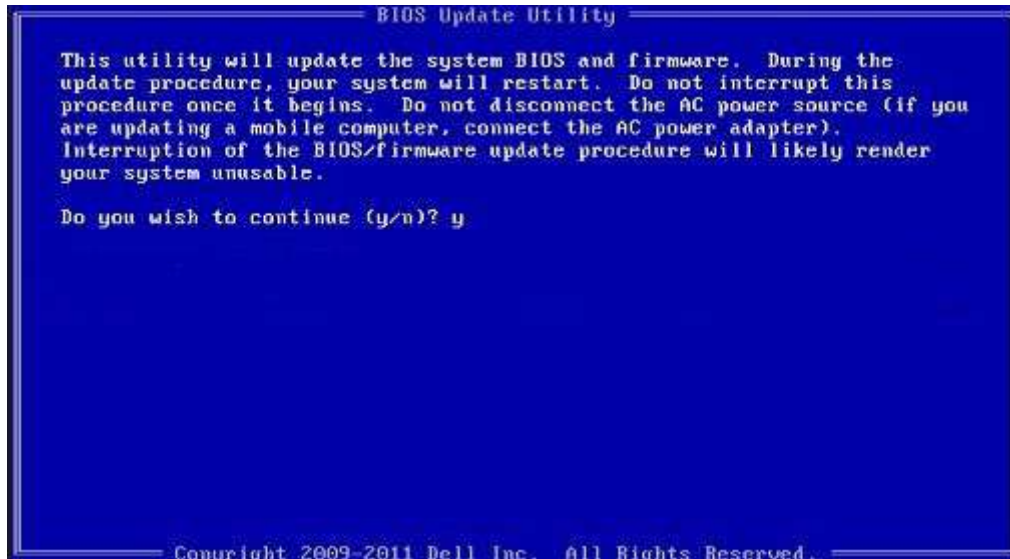 BIOS Update Utility
This utility will update the system BIOS and firmware. During the
update procedure, your system will restart. Do not interrupt this
procedure once it begins. Do not disconnect the AC power source (if you
are updating a mobile computer, connect the AC power adapter).
Interruption of the BIOS/firmware update procedure will likely render
your system unusable.
Do you wish to continue (y/n)? y
Copyright 2009-2011 Dell Inc. All Rights Reserved.